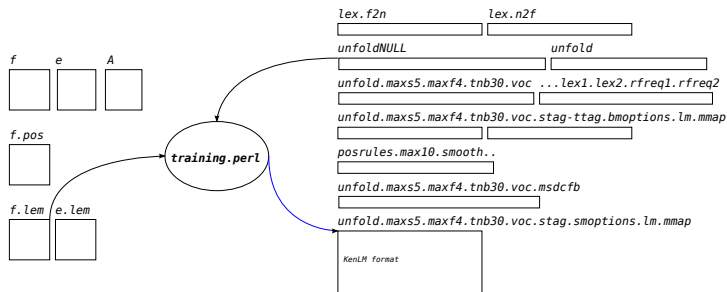 lex.f2n lex.n2f
unfoldNULL unfold
f e A
unfold.maxs5.maxf4.tnb30.voc ...lex1.lex2.rfreq1.rfreq2
unfold.maxs5.maxf4.tnb30.voc.stag-ttag.bmoptions.lm.mmap
f.pos
training.perl
posrules.max10.smooth..
unfold.maxs5.maxf4.tnb30.voc.msdcfb
f.lem e.lem
unfold.maxs5.maxf4.tnb30.voc.stag.smoptions.lm.mmap
KenLM format